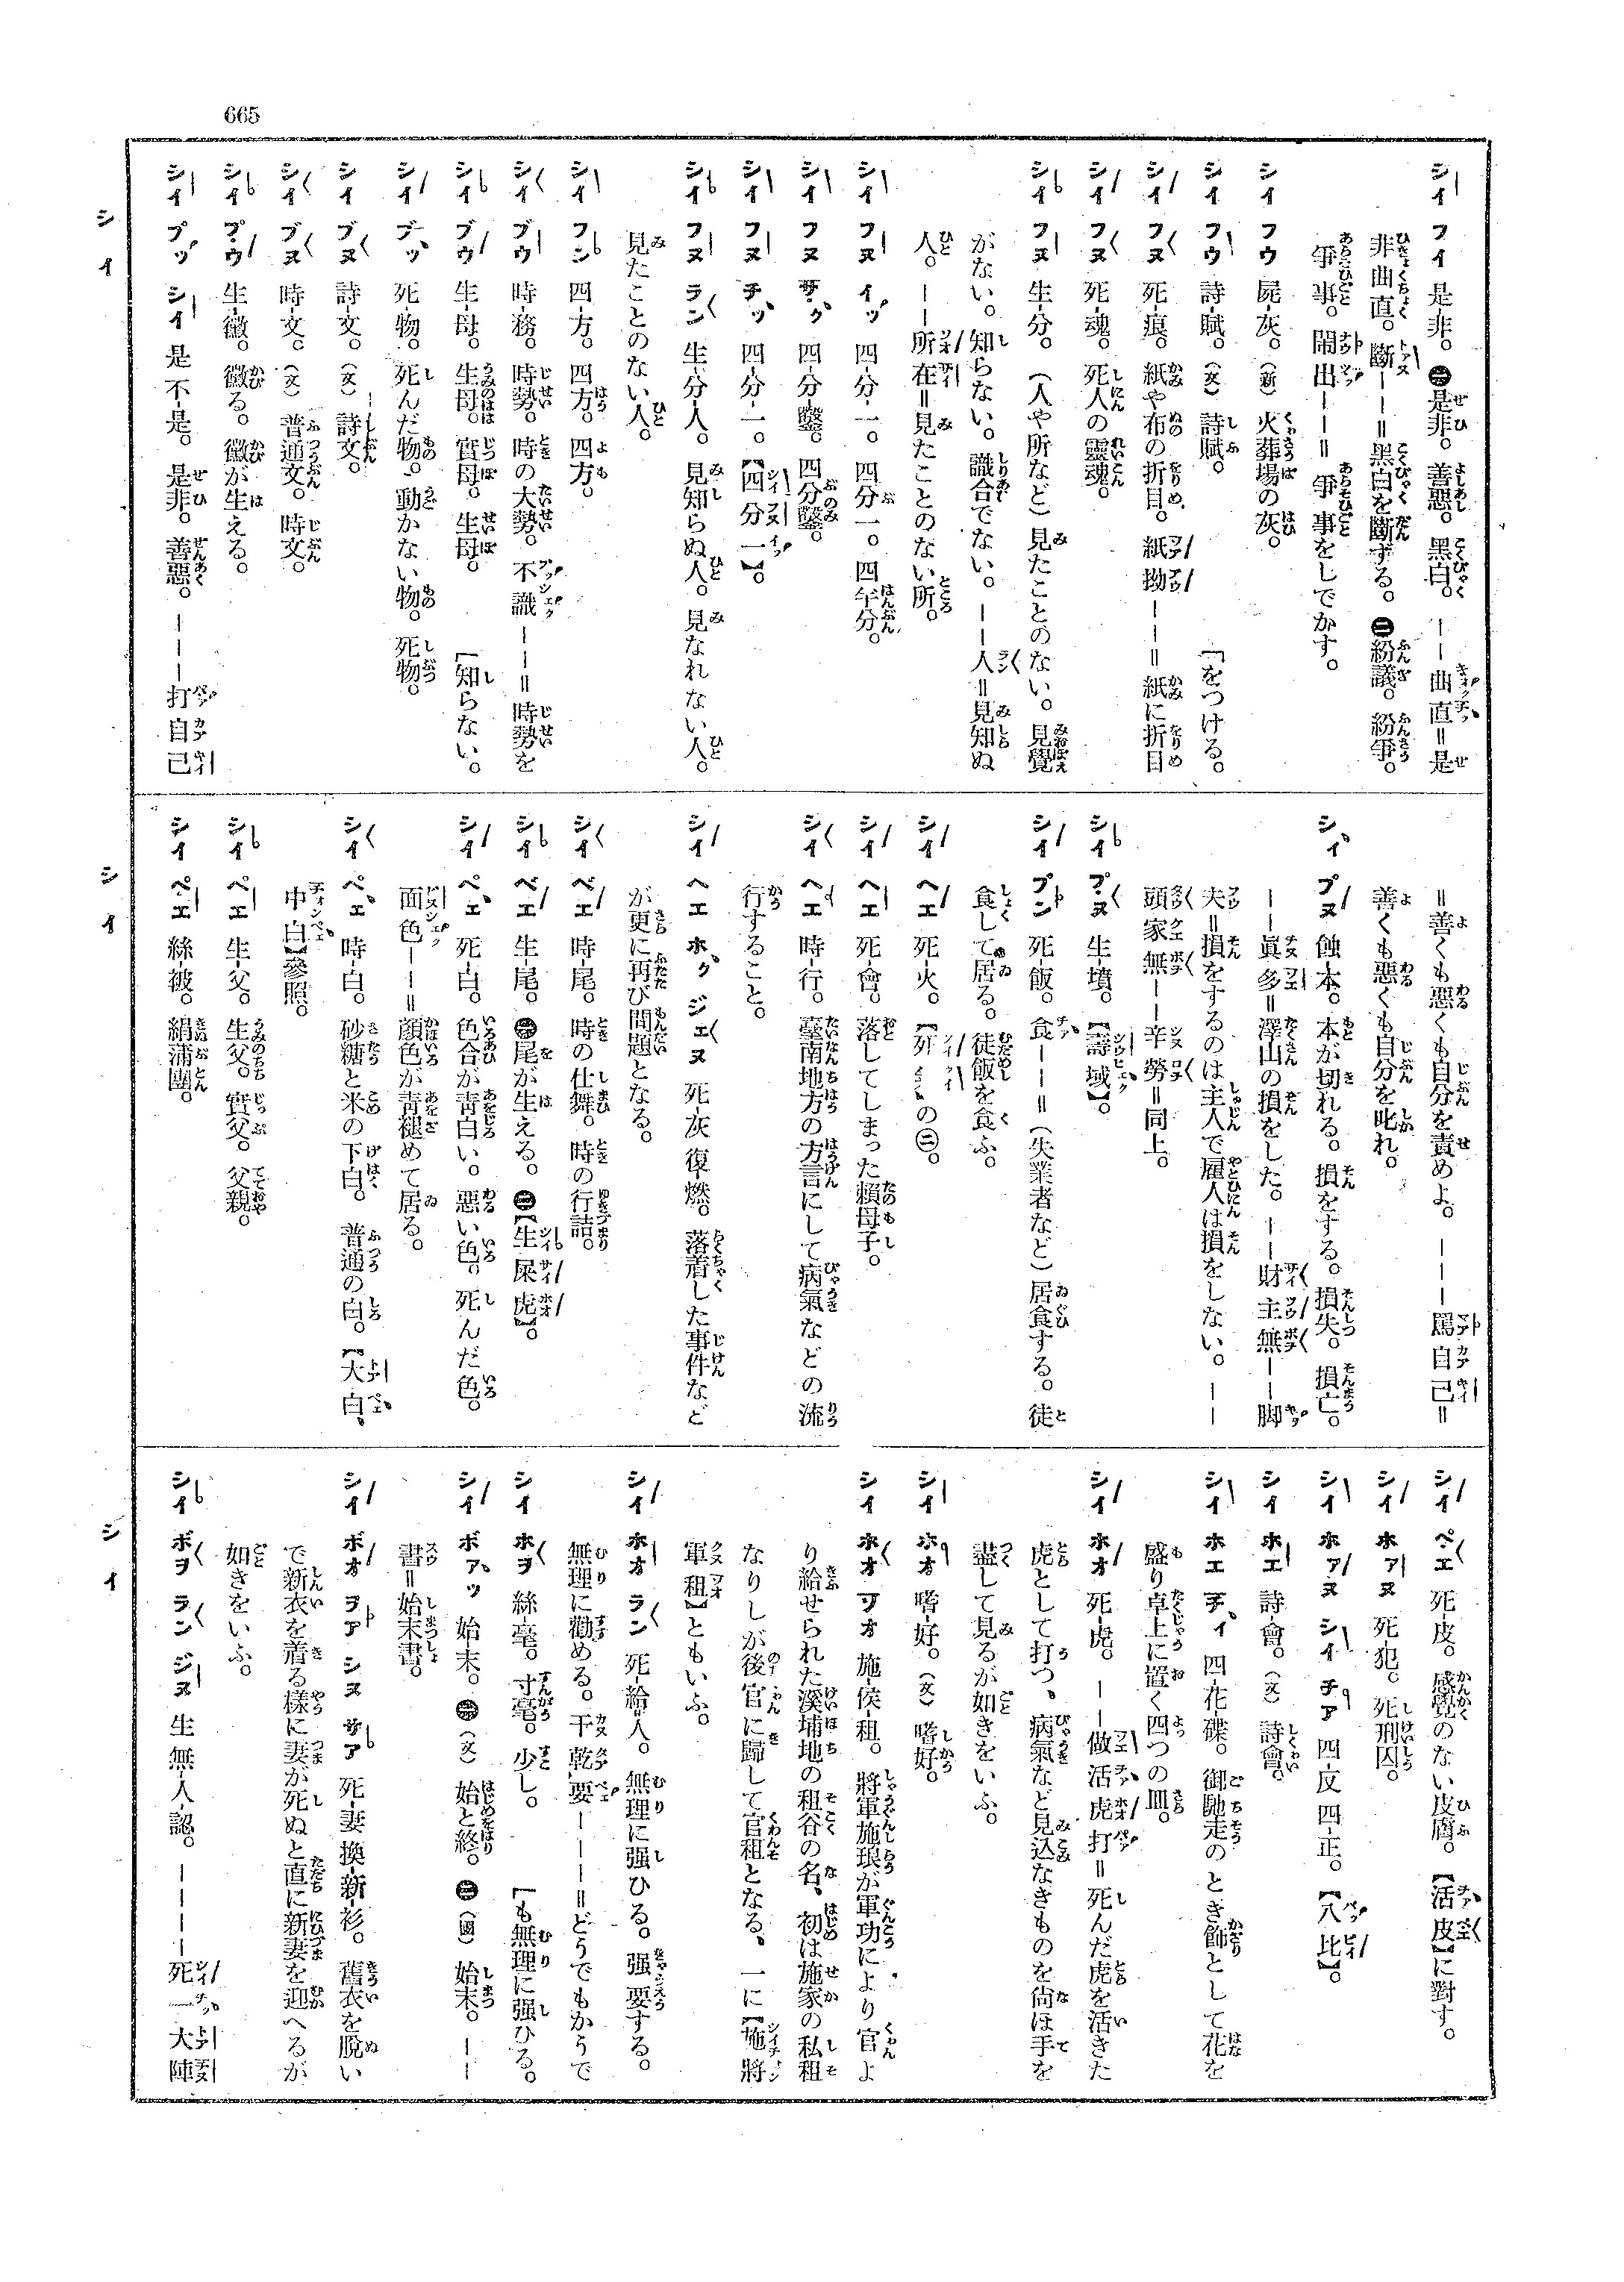 665
シイ フイ 是-非。㊀是非。善惡。黑白。――曲直＝是
非曲直。斷――＝黑白を斷ずる。㊁紛議。紛爭。
爭事。鬧出――＝爭事をしでかす。
シイ フウ 屍-灰。（新）火葬場の灰。
シイ フウ 詩-賦。（文）詩賦。 「をつける。
シイ フヌ 死-痕。紙や布の折目。紙拗――＝紙に折目
シイ フヌ 死-魂。死人の靈魂。
シイ フヌ 生-分。（人や所など）見たことのない。見覺
がない。知らない。識合でない。――人＝見知ぬ
人。――所在＝見たことのない所。
シイ フヌ イッ 四-分-一。四分一。四半分。
シイ フヌ サク 四-分-鑿。四分鑿。
シイ フヌ チッ 四-分-一。【四分一】。
シイ フヌ ラン 生-分-人。見知らぬ人。見なれない人。
見たことのない人。
シイ フン 四-方。四方。四方。
シイ ブウ 時-務。時勢。時の大勢。不識――＝時勢を
シイ ブウ 生-母。生母。實母。生母。 「知らない。
シイ ブッ 死-物。死んだ物。動かない物。死物。
シイ ブヌ 詩-文。（文）詩文。
シイ ブヌ 時-文。（文）普通文。時文。
シイ プウ 生-黴。黴る。黴が生える。
シイ プッ シイ 是不-是。是非。善惡。―――打自己
＝善くも惡くも自分を責めよ。―――罵自己＝
善くも惡くも自分を叱れ。
シイ プヌ 蝕-本。本が切れる。損をする。損失。損亡。
――眞多＝澤山の損をした。――財主無――脚
夫＝損をするのは主人で雇人は損をしない。――
頭家無――辛勞＝同上。
シイ プヌ 生-墳。【壽域】。
シイ プン 死-飯。食――＝（失業者など）居食する。徒
食して居る。徒飯を食ふ。
シイ ヘエ 死-火。【死火】の㊁。
シイ ヘエ 死-會。落してしまった賴母子。
シイ ヘエ 時-行。臺南地方の方言にして病氣などの流
行すること。
シイ ヘエ ホク ジエヌ 死-灰復燃。落着した事件など
が更に再び問題となる。
シイ ベエ 時-尾。時の仕舞。時の行詰。
シイ ベエ 生-尾。㊀尾が生える。㊁【生屎虎】。
シイ ペエ 死-白。色合が青白い。惡い色。死んだ色。
面色――＝顏色が青褪めて居る。
シイ ペエ 時-白。砂糖と米の下白。普通の白。【大白、
中白】參照。
シイ ペエ 生-父。生父。實父。父親。
シイ ペエ 絲-被。絹蒲團。
シイ ペエ 死-皮。感覺のない皮膚。【活皮】に對す。
シイ ホアヌ 死-犯。死刑囚。
シイ ホアヌ シイ チアァ 四-反四-正。【八比】。
シイ ホエ 詩-會。（文）詩會。
シイ ホエ チイ 四-花-碟。御馳走のとき飾として花を
盛り卓上に置く四つの皿。
シイ ホオ 死-虎。――做活虎打＝死んだ虎を活きた
虎として打つ、病氣など見込なきものを尙ほ手を
盡して見るが如きをいふ。
シイ ホオ 嗜-好。（文）嗜好。
シイ ホオ ツオ 施-侯-租。將軍施琅が軍功により官よ
り給せられた溪埔地の租谷の名、初は施家の私租
なりしが後官に歸して官租となる、一に【施將
軍租】ともいふ。
シイ ホオ ラン 死-給-人。無理に强ひる。强要する。
無理に勸める。干乾要―――＝どうでもかうで
シイ ホヲ 絲-毫。寸毫。少し。 「も無理に强ひる。
シイ ボアッ 始-末。㊀（文）始と終。㊁（國）始末。――
書＝始末書。
シイ ボオ ヲア シヌ サア 死-妻換-新-衫。舊衣を脫い
で新衣を着る樣に妻が死ぬと直に新妻を迎へるが
如きをいふ。
シイ ボヲ ラン ジヌ 生無-人-認。――――死一大陣
シイ
シイ
シイ